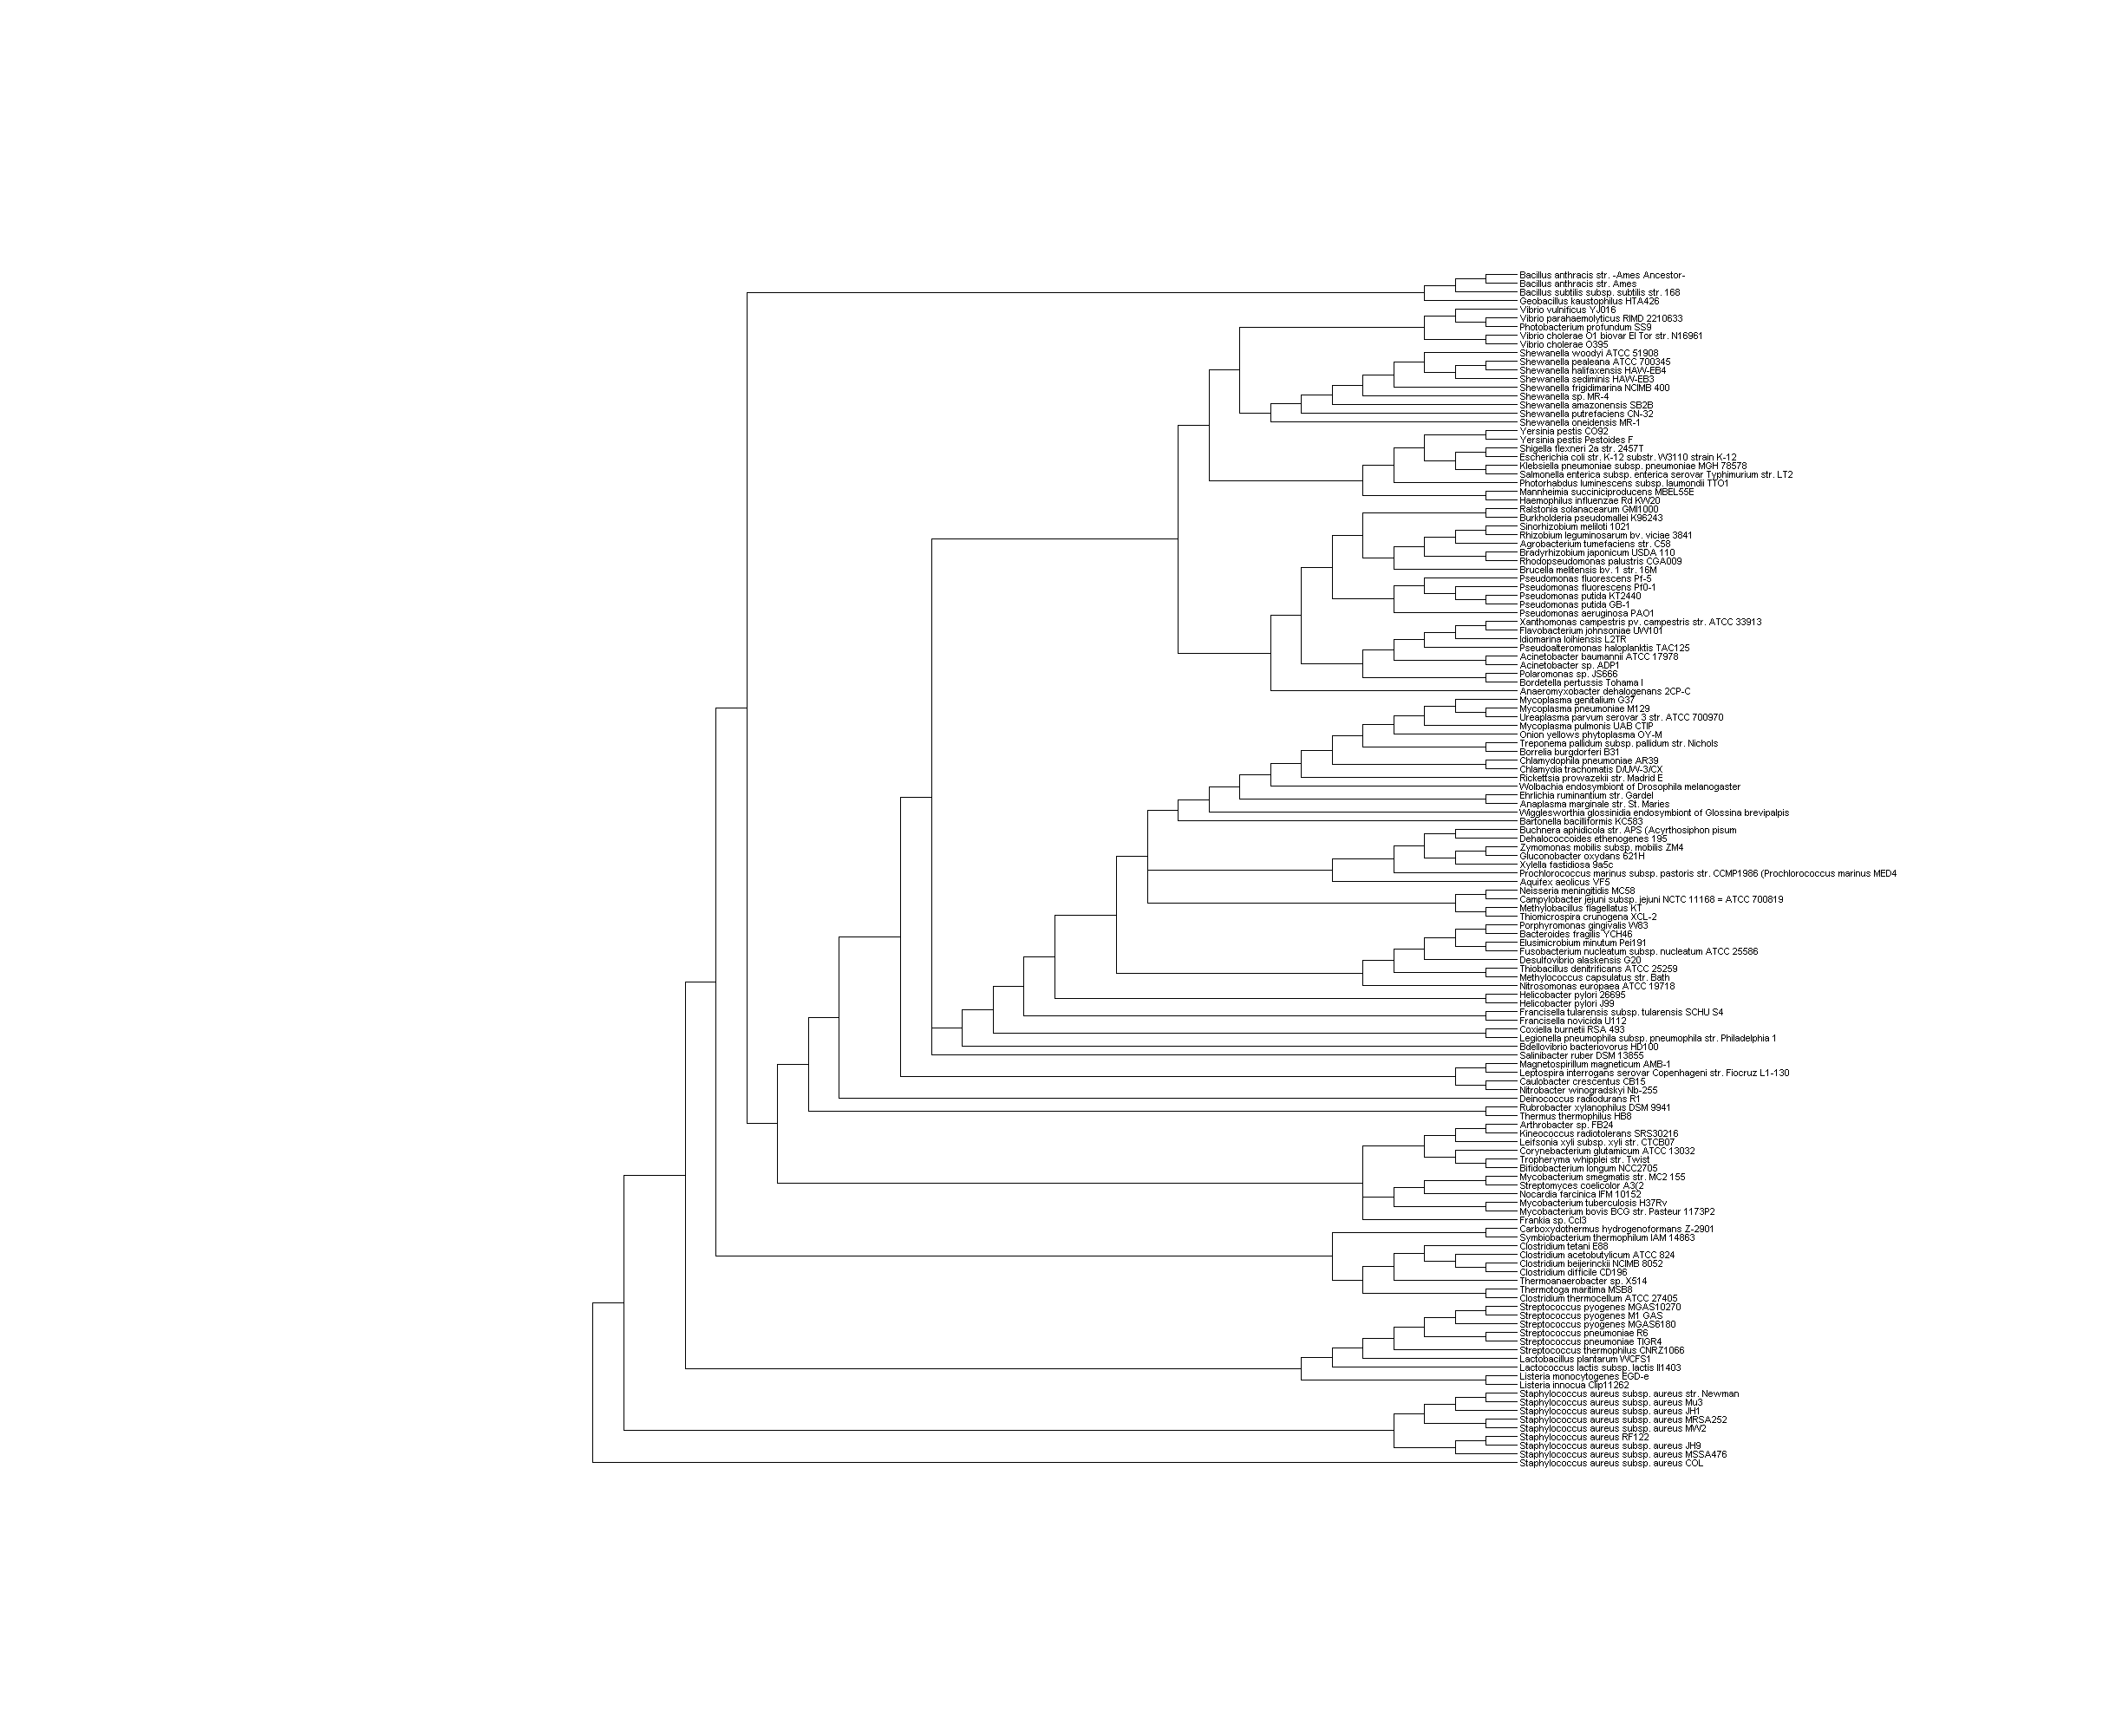 Bacillus anthracis str. -Ames Ancestor-
Bacillus anthracis str. Ames
Bacillus subtilis subsp. subtilis str. 168
Geobacillus kaustophilus HTA426
Vibrio vulnificus YJ016
Vibrio parahaemolyticus RIMD 2210633
Photobacterium profundum SS9
Vibrio cholerae O1 biovar El Tor str. N16961
Vibrio cholerae O395
Shewanella woodyi ATCC 51908
Shewanella pealeana ATCC 700345
Shewanella halifaxensis HAW-EB4
Shewanella sediminis HAW-EB3
Shewanella frigidimarina NCIMB 400
Shewanella sp. MR-4
Shewanella amazonensis SB2B
Shewanella putrefaciens CN-32
Shewanella oneidensis MR-1
Yersinia pestis CO92
Yersinia pestis Pestoides F
Shigella flexneri 2a str. 2457T
Escherichia coli str. K-12 substr. W3110 strain K-12
Klebsiella pneumoniae subsp. pneumoniae MGH 78578
Salmonella enterica subsp. enterica serovar Typhimurium str. LT2
Photorhabdus luminescens subsp. laumondii TTO1
Mannheimia succiniciproducens MBEL55E
Haemophilus influenzae Rd KW20
Ralstonia solanacearum GMI1000
Burkholderia pseudomallei K96243
Sinorhizobium meliloti 1021
Rhizobium leguminosarum bv. viciae 3841
Agrobacterium tumefaciens str. C58
Bradyrhizobium japonicum USDA 110
Rhodopseudomonas palustris CGA009
Brucella melitensis bv. 1 str. 16M
Pseudomonas fluorescens Pf-5
Pseudomonas fluorescens Pf0-1
Pseudomonas putida KT2440
Pseudomonas putida GB-1
Pseudomonas aeruginosa PAO1
Xanthomonas campestris pv. campestris str. ATCC 33913
Flavobacterium johnsoniae UW101
Idiomarina loihiensis L2TR
Pseudoalteromonas haloplanktis TAC125
Acinetobacter baumannii ATCC 17978
Acinetobacter sp. ADP1
Polaromonas sp. JS666
Bordetella pertussis Tohama I
Anaeromyxobacter dehalogenans 2CP-C
Mycoplasma genitalium G37
Mycoplasma pneumoniae M129
Ureaplasma parvum serovar 3 str. ATCC 700970
Mycoplasma pulmonis UAB CTIP
Onion yellows phytoplasma OY-M
Treponema pallidum subsp. pallidum str. Nichols
Borrelia burgdorferi B31
Chlamydophila pneumoniae AR39
Chlamydia trachomatis D/UW-3/CX
Rickettsia prowazekii str. Madrid E
Wolbachia endosymbiont of Drosophila melanogaster
Ehrlichia ruminantium str. Gardel
Anaplasma marginale str. St. Maries
Wigglesworthia glossinidia endosymbiont of Glossina brevipalpis
Bartonella bacilliformis KC583
Buchnera aphidicola str. APS (Acyrthosiphon pisum
Dehalococcoides ethenogenes 195
Zymomonas mobilis subsp. mobilis ZM4
Gluconobacter oxydans 621H
Xylella fastidiosa 9a5c
Prochlorococcus marinus subsp. pastoris str. CCMP1986 (Prochlorococcus marinus MED4
Aquifex aeolicus VF5
Neisseria meningitidis MC58
Campylobacter jejuni subsp. jejuni NCTC 11168 = ATCC 700819
Methylobacillus flagellatus KT
Thiomicrospira crunogena XCL-2
Porphyromonas gingivalis W83
Bacteroides fragilis YCH46
Elusimicrobium minutum Pei191
Fusobacterium nucleatum subsp. nucleatum ATCC 25586
Desulfovibrio alaskensis G20
Thiobacillus denitrificans ATCC 25259
Methylococcus capsulatus str. Bath
Nitrosomonas europaea ATCC 19718
Helicobacter pylori 26695
Helicobacter pylori J99
Francisella tularensis subsp. tularensis SCHU S4
Francisella novicida U112
Coxiella burnetii RSA 493
Legionella pneumophila subsp. pneumophila str. Philadelphia 1
Bdellovibrio bacteriovorus HD100
Salinibacter ruber DSM 13855
Magnetospirillum magneticum AMB-1
Leptospira interrogans serovar Copenhageni str. Fiocruz L1-130
Caulobacter crescentus CB15
Nitrobacter winogradskyi Nb-255
Deinococcus radiodurans R1
Rubrobacter xylanophilus DSM 9941
Thermus thermophilus HB8
Arthrobacter sp. FB24
Kineococcus radiotolerans SRS30216
Leifsonia xyli subsp. xyli str. CTCB07
Corynebacterium glutamicum ATCC 13032
Tropheryma whipplei str. Twist
Bifidobacterium longum NCC2705
Mycobacterium smegmatis str. MC2 155
Streptomyces coelicolor A3(2
Nocardia farcinica IFM 10152
Mycobacterium tuberculosis H37Rv
Mycobacterium bovis BCG str. Pasteur 1173P2
Frankia sp. CcI3
Carboxydothermus hydrogenoformans Z-2901
Symbiobacterium thermophilum IAM 14863
Clostridium tetani E88
Clostridium acetobutylicum ATCC 824
Clostridium beijerinckii NCIMB 8052
Clostridium difficile CD196
Thermoanaerobacter sp. X514
Thermotoga maritima MSB8
Clostridium thermocellum ATCC 27405
Streptococcus pyogenes MGAS10270
Streptococcus pyogenes M1 GAS
Streptococcus pyogenes MGAS6180
Streptococcus pneumoniae R6
Streptococcus pneumoniae TIGR4
Streptococcus thermophilus CNRZ1066
Lactobacillus plantarum WCFS1
Lactococcus lactis subsp. lactis Il1403
Listeria monocytogenes EGD-e
Listeria innocua Clip11262
Staphylococcus aureus subsp. aureus str. Newman
Staphylococcus aureus subsp. aureus Mu3
Staphylococcus aureus subsp. aureus JH1
Staphylococcus aureus subsp. aureus MRSA252
Staphylococcus aureus subsp. aureus MW2
Staphylococcus aureus RF122
Staphylococcus aureus subsp. aureus JH9
Staphylococcus aureus subsp. aureus MSSA476
Staphylococcus aureus subsp. aureus COL